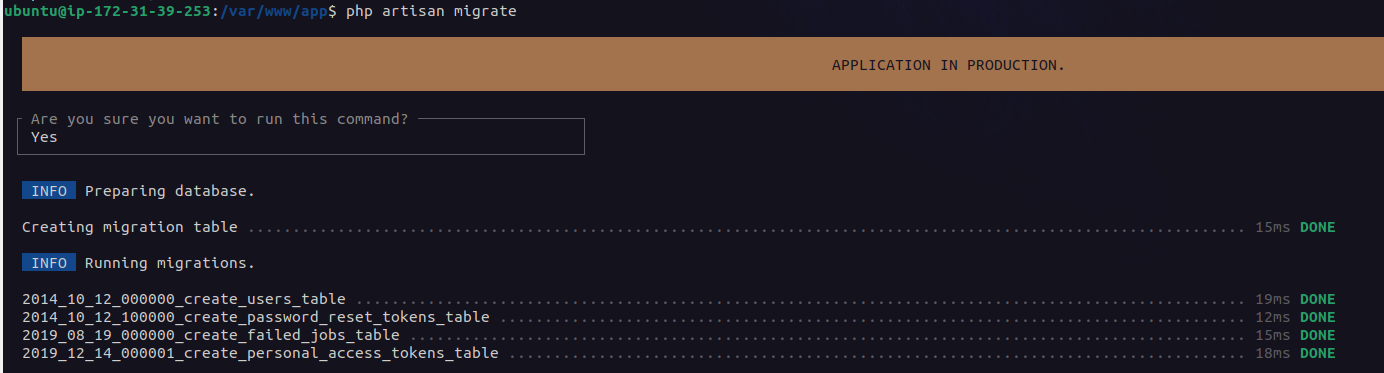 ubuntu@ip-172-31-39-253:/var/www/app$ php artisan migrate
APPLICATION IN PRODUCTION.
Are you sure you want to run this command?
Yes
INFO Preparing database.
Creating migration table ............................................................................................................... 15ms DONE
INFO Running migrations.
2014_10_12_000000_create_users_table ................................................................................................... 19ms DONE
2014_10_12_100000_create_password_reset_tokens_table ................................................................................... 12ms DONE
2019_08_19_000000_create_failed_jobs_table ............................................................................................. 15ms DONE
2019_12_14_000001_create_personal_access_tokens_table .................................................................................. 18ms DONE